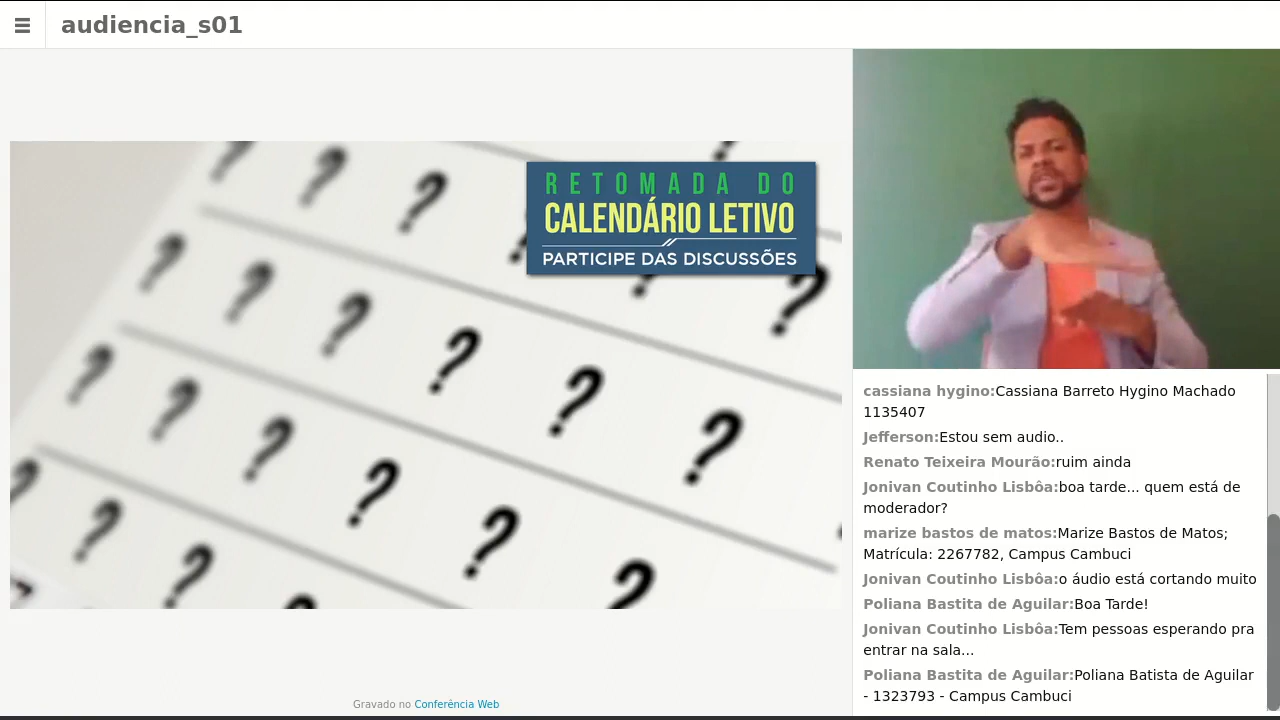 audiencia_s01
RETOMADA DO
CALENDÁRIO LETIVO
PARTICIPE DAS DISCUSSÕES
? ? ? ? ?
? ? ? ? ? ?
? ? ? ? ? ?
? ? ? ?
Gravado no Conferência Web
cassiana hygino:Cassiana Barreto Hygino Machado
1135407
Jefferson:Estou sem audio..
Renato Teixeira Mourão:ruim ainda
Jonivan Coutinho Lisbôa:boa tarde... quem está de
moderador?
marize bastos de matos:Marize Bastos de Matos;
Matrícula: 2267782, Campus Cambuci
Jonivan Coutinho Lisbôa:o áudio está cortando muito
Poliana Bastita de Aguilar:Boa Tarde!
Jonivan Coutinho Lisbôa:Tem pessoas esperando pra
entrar na sala...
Poliana Bastita de Aguilar:Poliana Batista de Aguilar
- 1323793 - Campus Cambuci